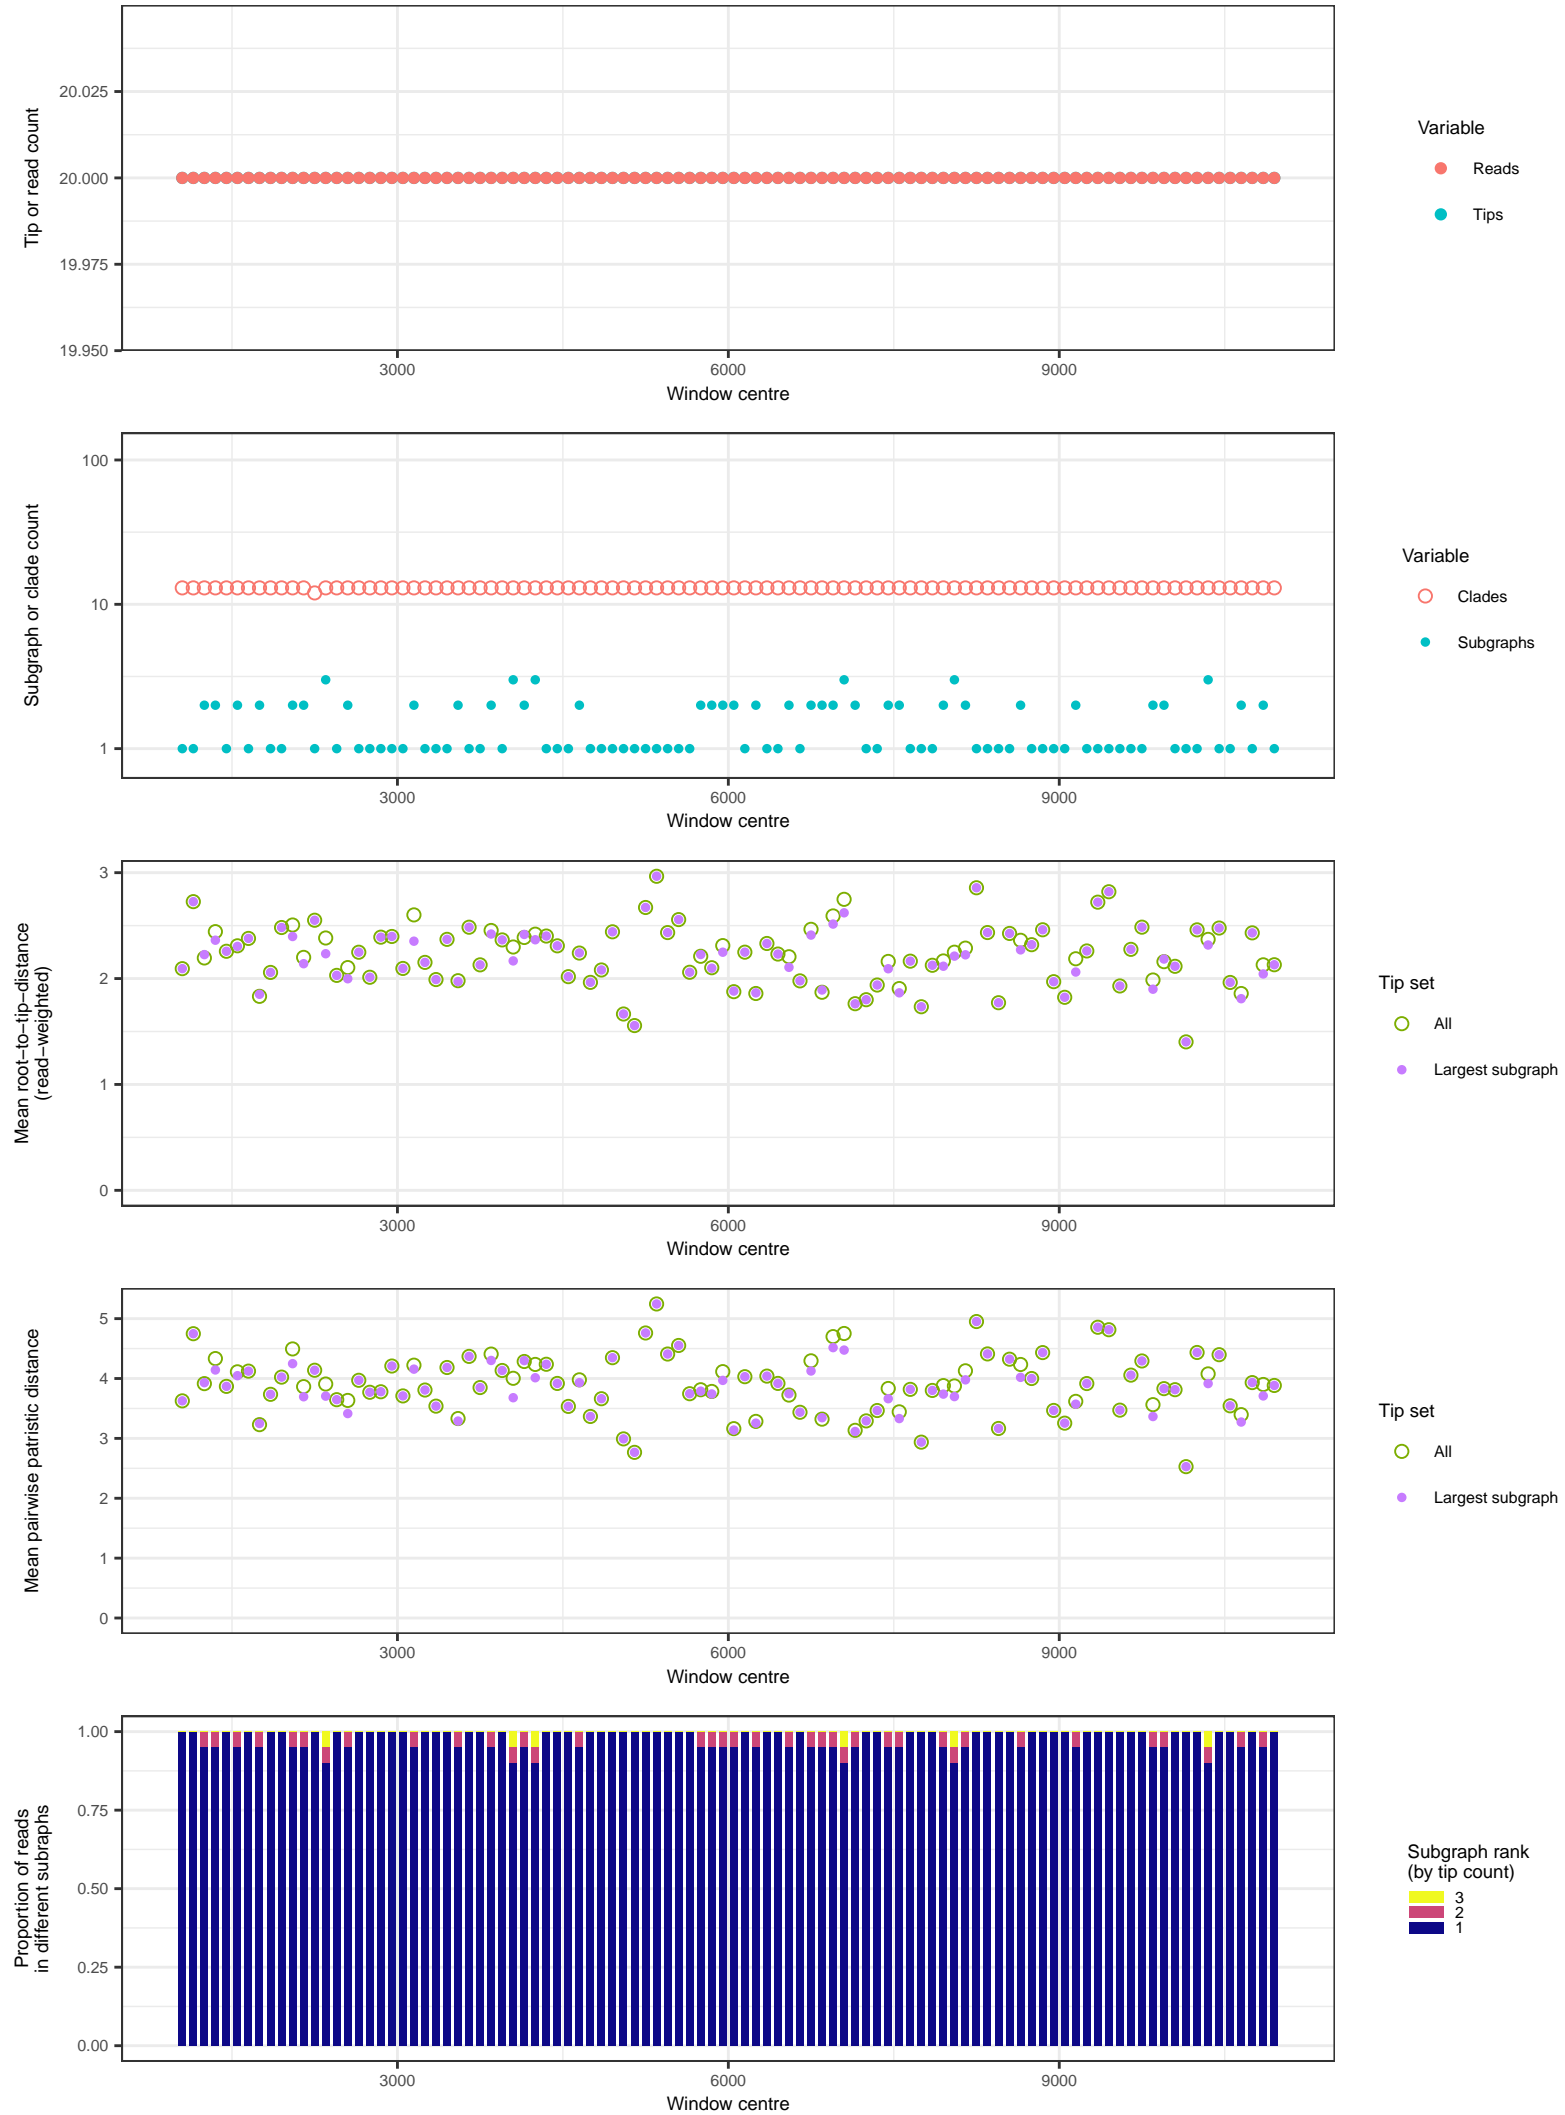 20.025
20.000
19.975
19.950
Tip or read count
3000 6000 9000
Window centre
Variable
Reads
Tips
100
10
1
Subgraph or clade count
3000 6000 9000
Window centre
Variable
Clades
Subgraphs
3
2
1
0
Mean root−to−tip−distance
(read−weighted)
3000 6000 9000
Window centre
Tip set
All
Largest subgraph
5
4
3
2
1
0
Mean pairwise patristic distance
3000 6000 9000
Window centre
Tip set
All
Largest subgraph
1.00
0.75
0.50
0.25
0.00
Proportion of reads
in different subraphs
3000 6000 9000
Window centre
Subgraph rank
(by tip count)
3
2
1